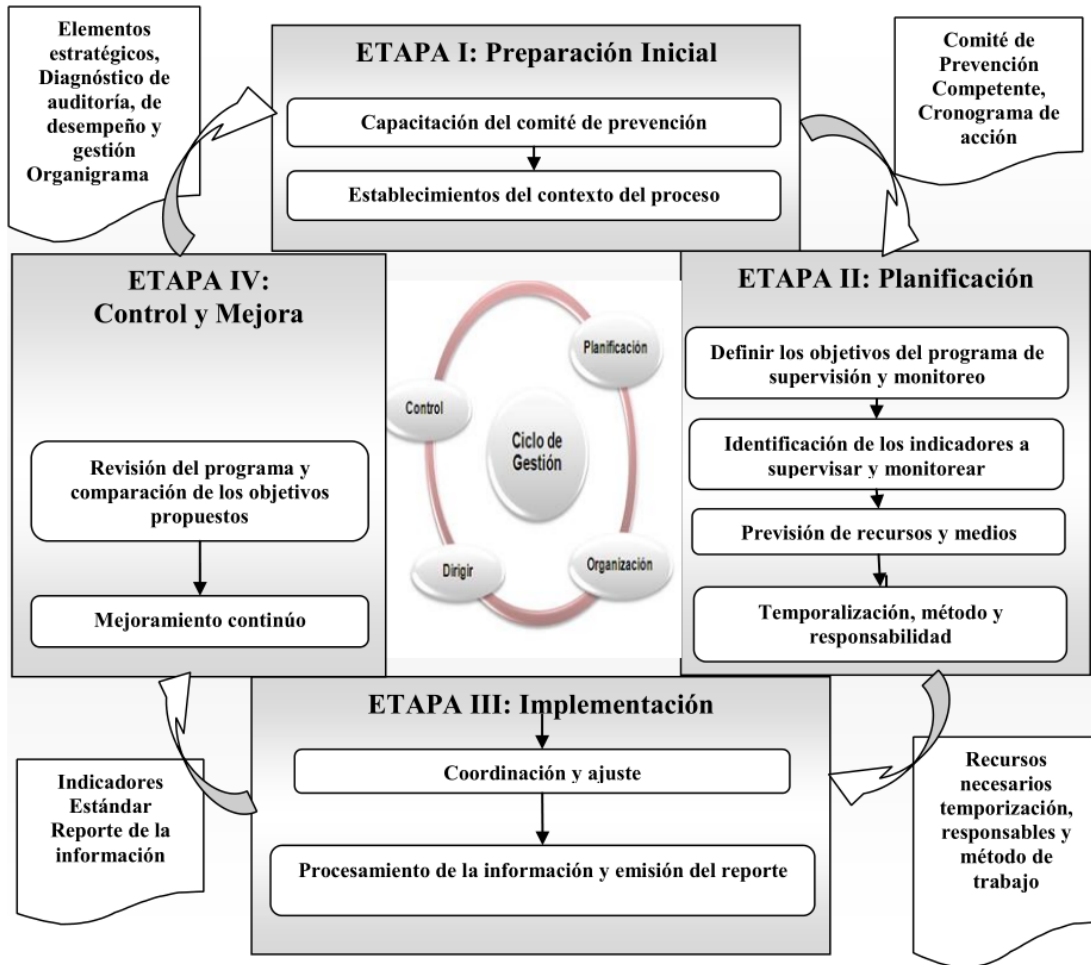 Elementos
estratégicos,
Diagnóstico de
auditoría, de
desempeño y
gestión
Organigrama
ETAPA I: Preparación Inicial
Capacitación del comité de prevención
Establecimientos del contexto del proceso
Comité de
Prevención
Competente,
Cronograma de
acción
ETAPA IV:
Control y Mejora
Revisión del programa y
comparación de los objetivos
propuestos
Mejoramiento continúo
Planificación
Control
Ciclo de
Gestión
Dirigir
Organización
ETAPA II: Planificación
Definir los objetivos del programa de
supervisión y monitoreo
Identificación de los indicadores a
supervisar y monitorear
Previsión de recursos y medios
Temporalización, método y
responsabilidad
ETAPA III: Implementación
Coordinación y ajuste
Procesamiento de la información y emisión del reporte
Indicadores
Estándar
Reporte de la
información
Recursos
necesarios
temporización,
responsables y
método de
trabajo